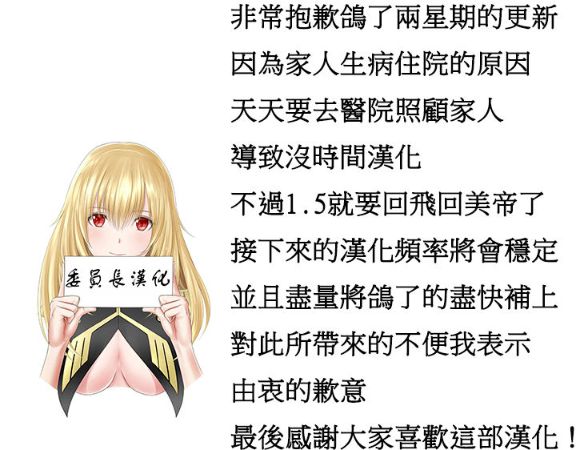 非常抱歉鴿了兩星期的更新
因為家人生病住院的原因
天天要去醫院照顧家人
導致沒時間漢化
不過1.5就要回飛回美帝了
接下來的漢化頻率將會穩定
並且盡量將鴿了的盡快補上
對此所帶來的不便我表示
由衷的歉意
最後感謝大家喜歡這部漢化!
委員長漢化